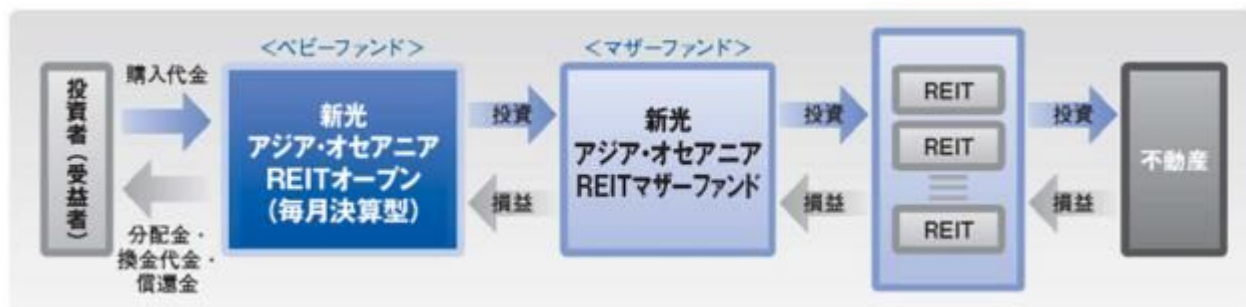 投資者（受益者）
購入代金
分配金・
換金代金・
償還金
＜ベビーファンド＞
新光
アジア・オセアニア
REITオープン
（毎月決算型）
投資
損益
＜マザーファンド＞
新光
アジア・オセアニア
REITマザーファンド
投資
損益
REIT
REIT
REIT
投資
損益
不動産